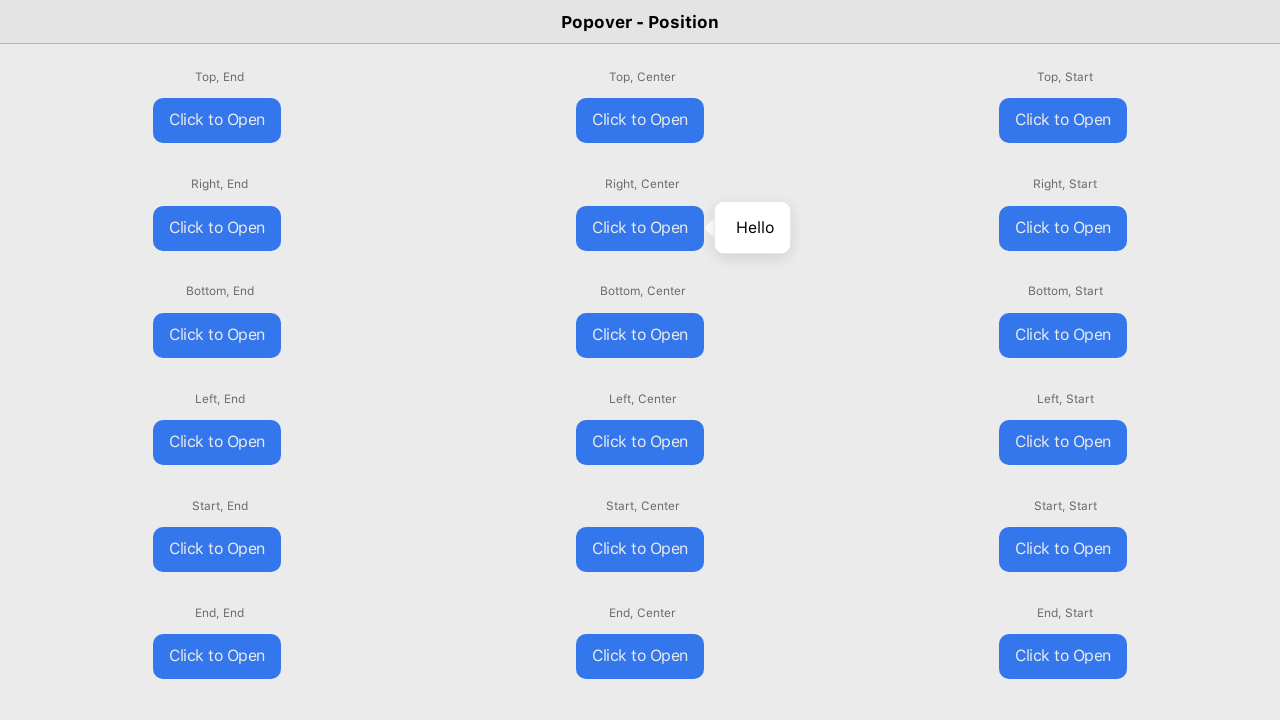 Popover - Position
Top, End
Top, Center
Top, Start
Click to Open
Click to Open
Click to Open
Right, End
Right, Center
Right, Start
Click to Open
Click to Open
Hello
Click to Open
Bottom, End
Bottom, Center
Bottom, Start
Click to Open
Click to Open
Click to Open
Left, End
Left, Center
Left, Start
Click to Open
Click to Open
Click to Open
Start, End
Start, Center
Start, Start
Click to Open
Click to Open
Click to Open
End, End
End, Center
End, Start
Click to Open
Click to Open
Click to Open